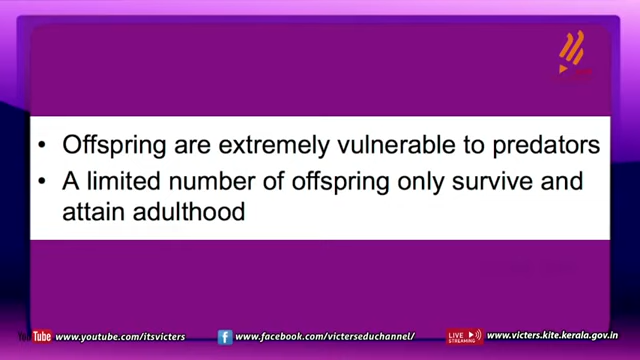 • Offspring are extremely vulnerable to predators
• A limited number of offspring only survive and
attain adulthood
YouTube www.youtube.com/itsvicters
f www.facebook.com/victerseduchannel/
LIVE STREAMING
www.victers.kite.kerala.gov.in